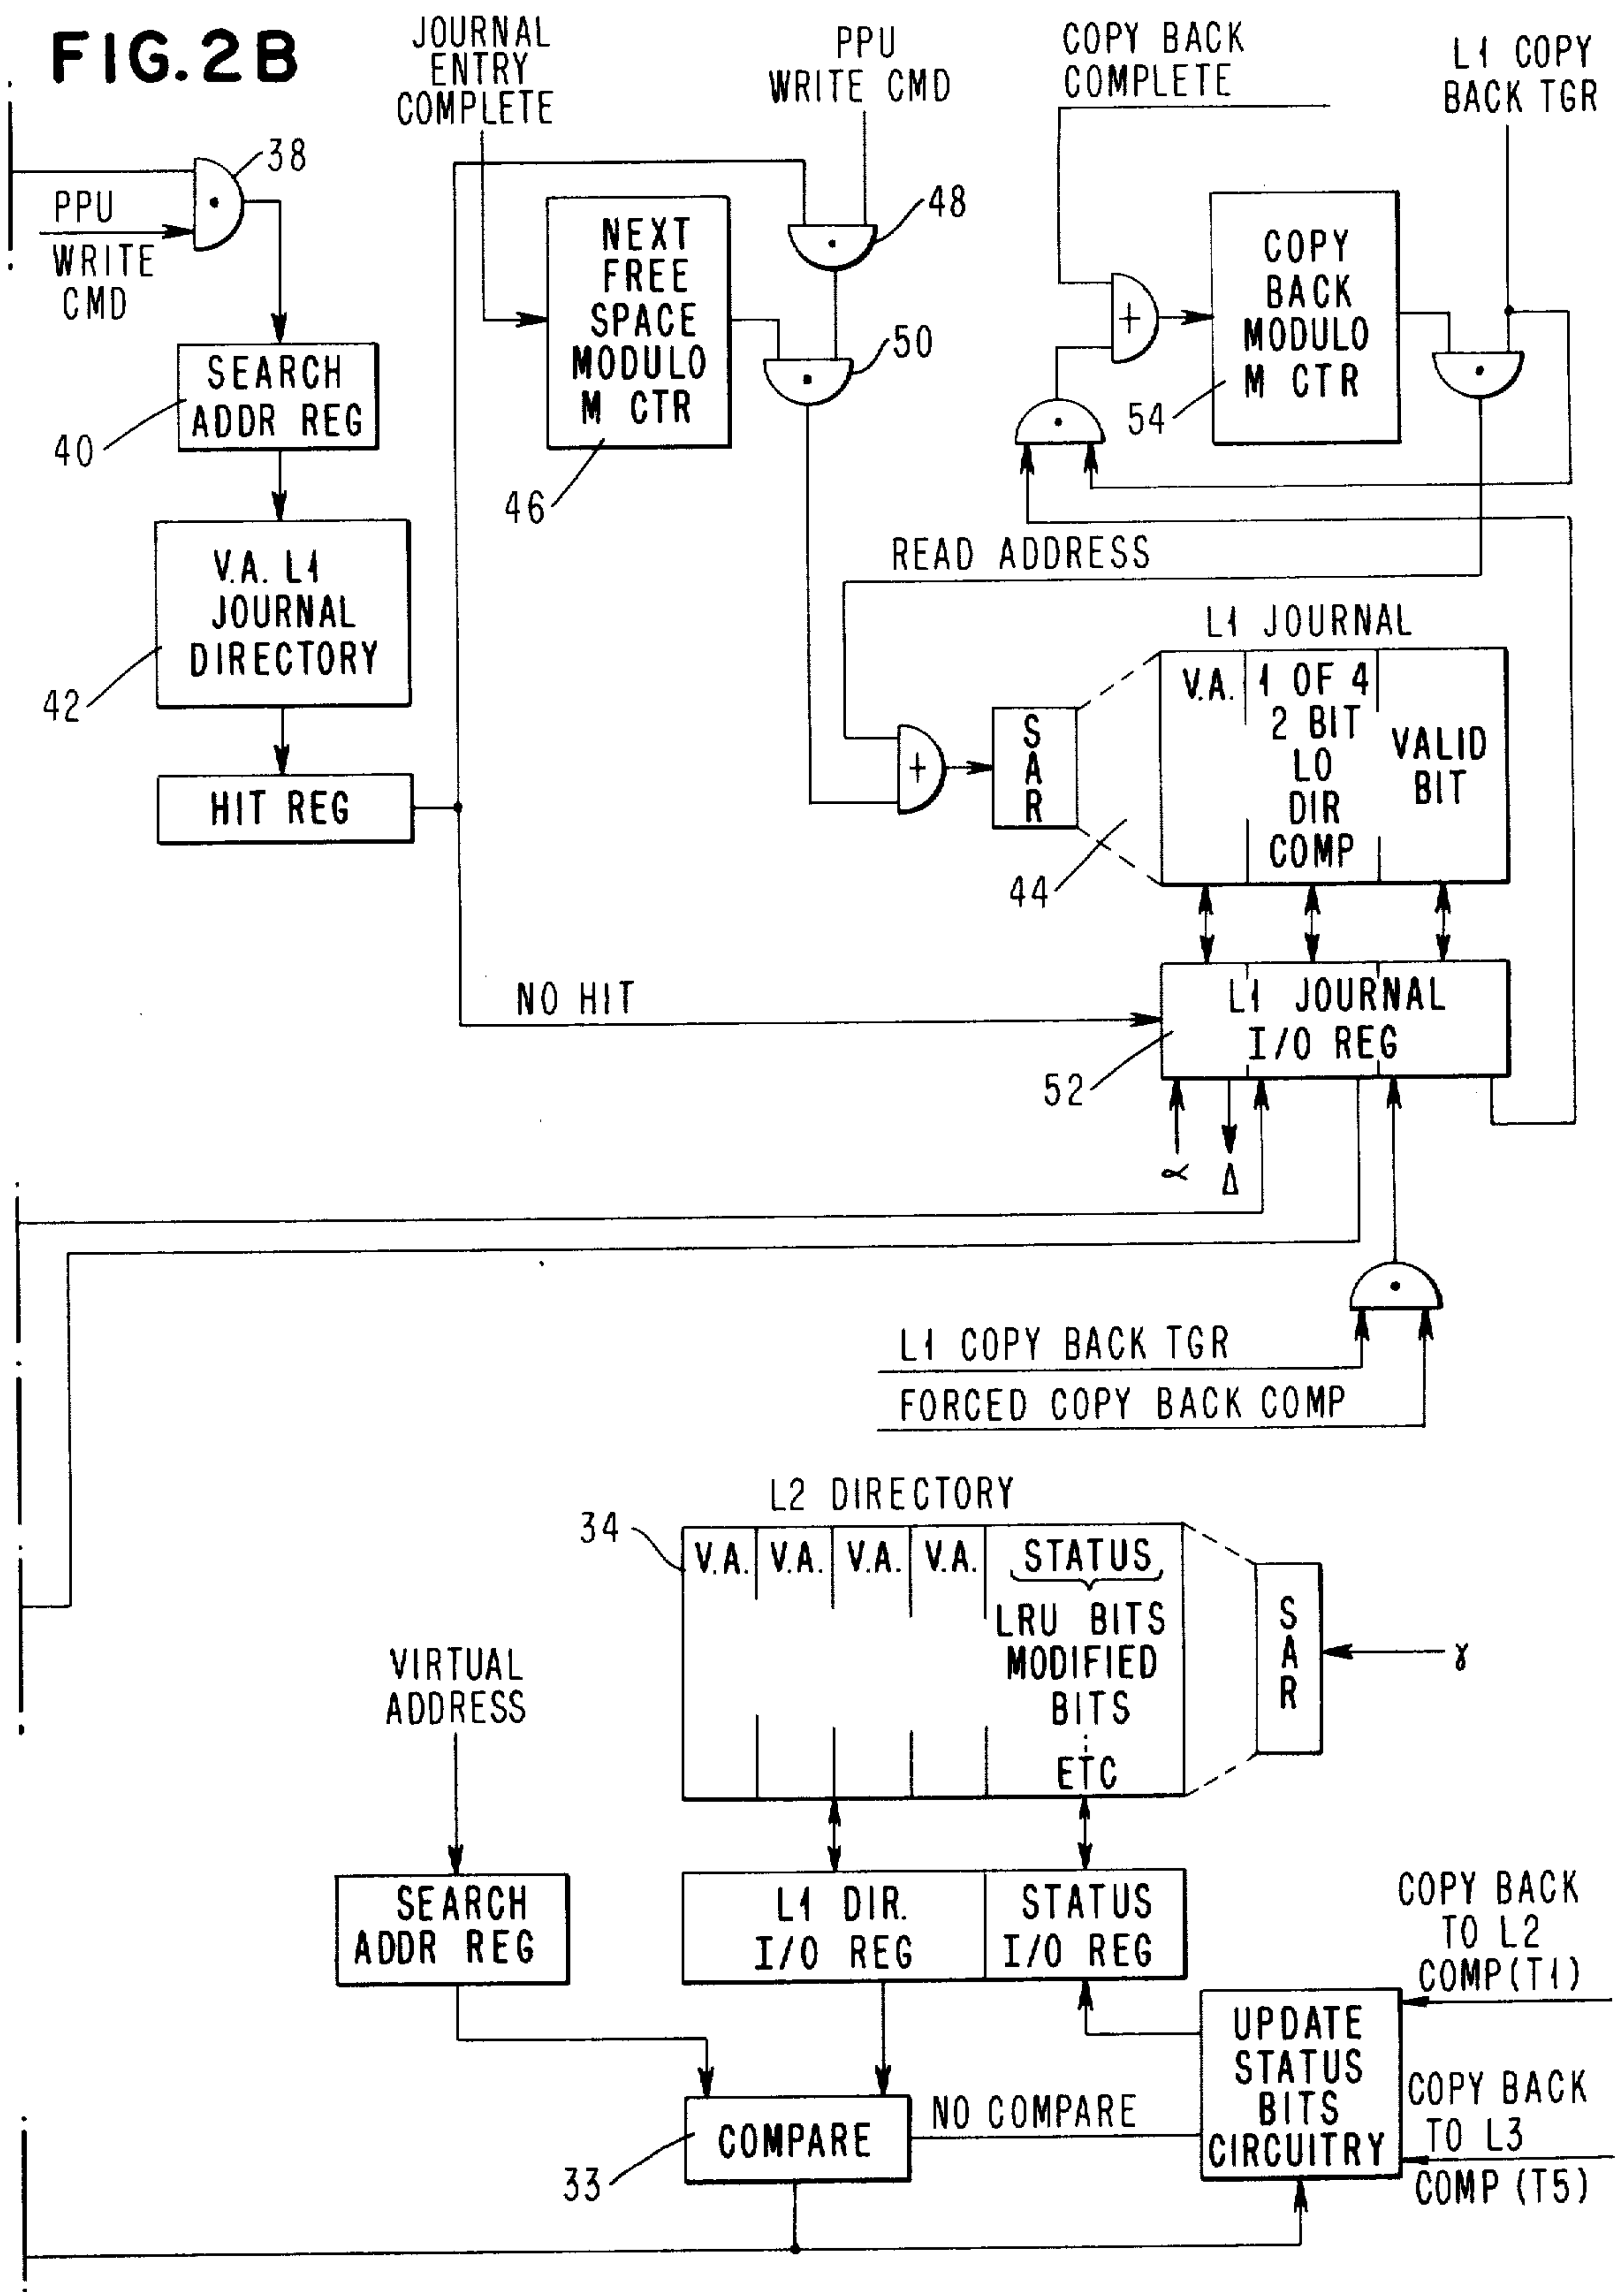 FIG. 2B
JOURNAL
ENTRY
COMPLETE
PPU
WRITE CMD
COPY BACK
COMPLETE
L1 COPY
BACK TGR
38
PPU
WRITE
CMD
SEARCH
ADDR REG
40
V.A. L1
JOURNAL
DIRECTORY
42
HIT REG
NEXT
FREE
SPACE
MODULO
M CTR
46
48
50
COPY
BACK
MODULO
M CTR
54
READ ADDRESS
L1 JOURNAL
SAR
V.A.
1 OF 4
2 BIT
LO
DIR
COMP
VALID
BIT
44
NO HIT
L1 JOURNAL
I/O REG
52
α
Δ
L1 COPY BACK TGR
FORCED COPY BACK COMP
L2 DIRECTORY
34
V.A. V.A. V.A. V.A.
STATUS
LRU BITS
MODIFIED
BITS
ETC
SAR
γ
VIRTUAL
ADDRESS
SEARCH
ADDR REG
L1 DIR.
I/O REG
STATUS
I/O REG
COPY BACK
TO L2
COMP(T1)
UPDATE
STATUS
BITS
CIRCUITRY
COPY BACK
TO L3
COMP (T5)
COMPARE
NO COMPARE
33